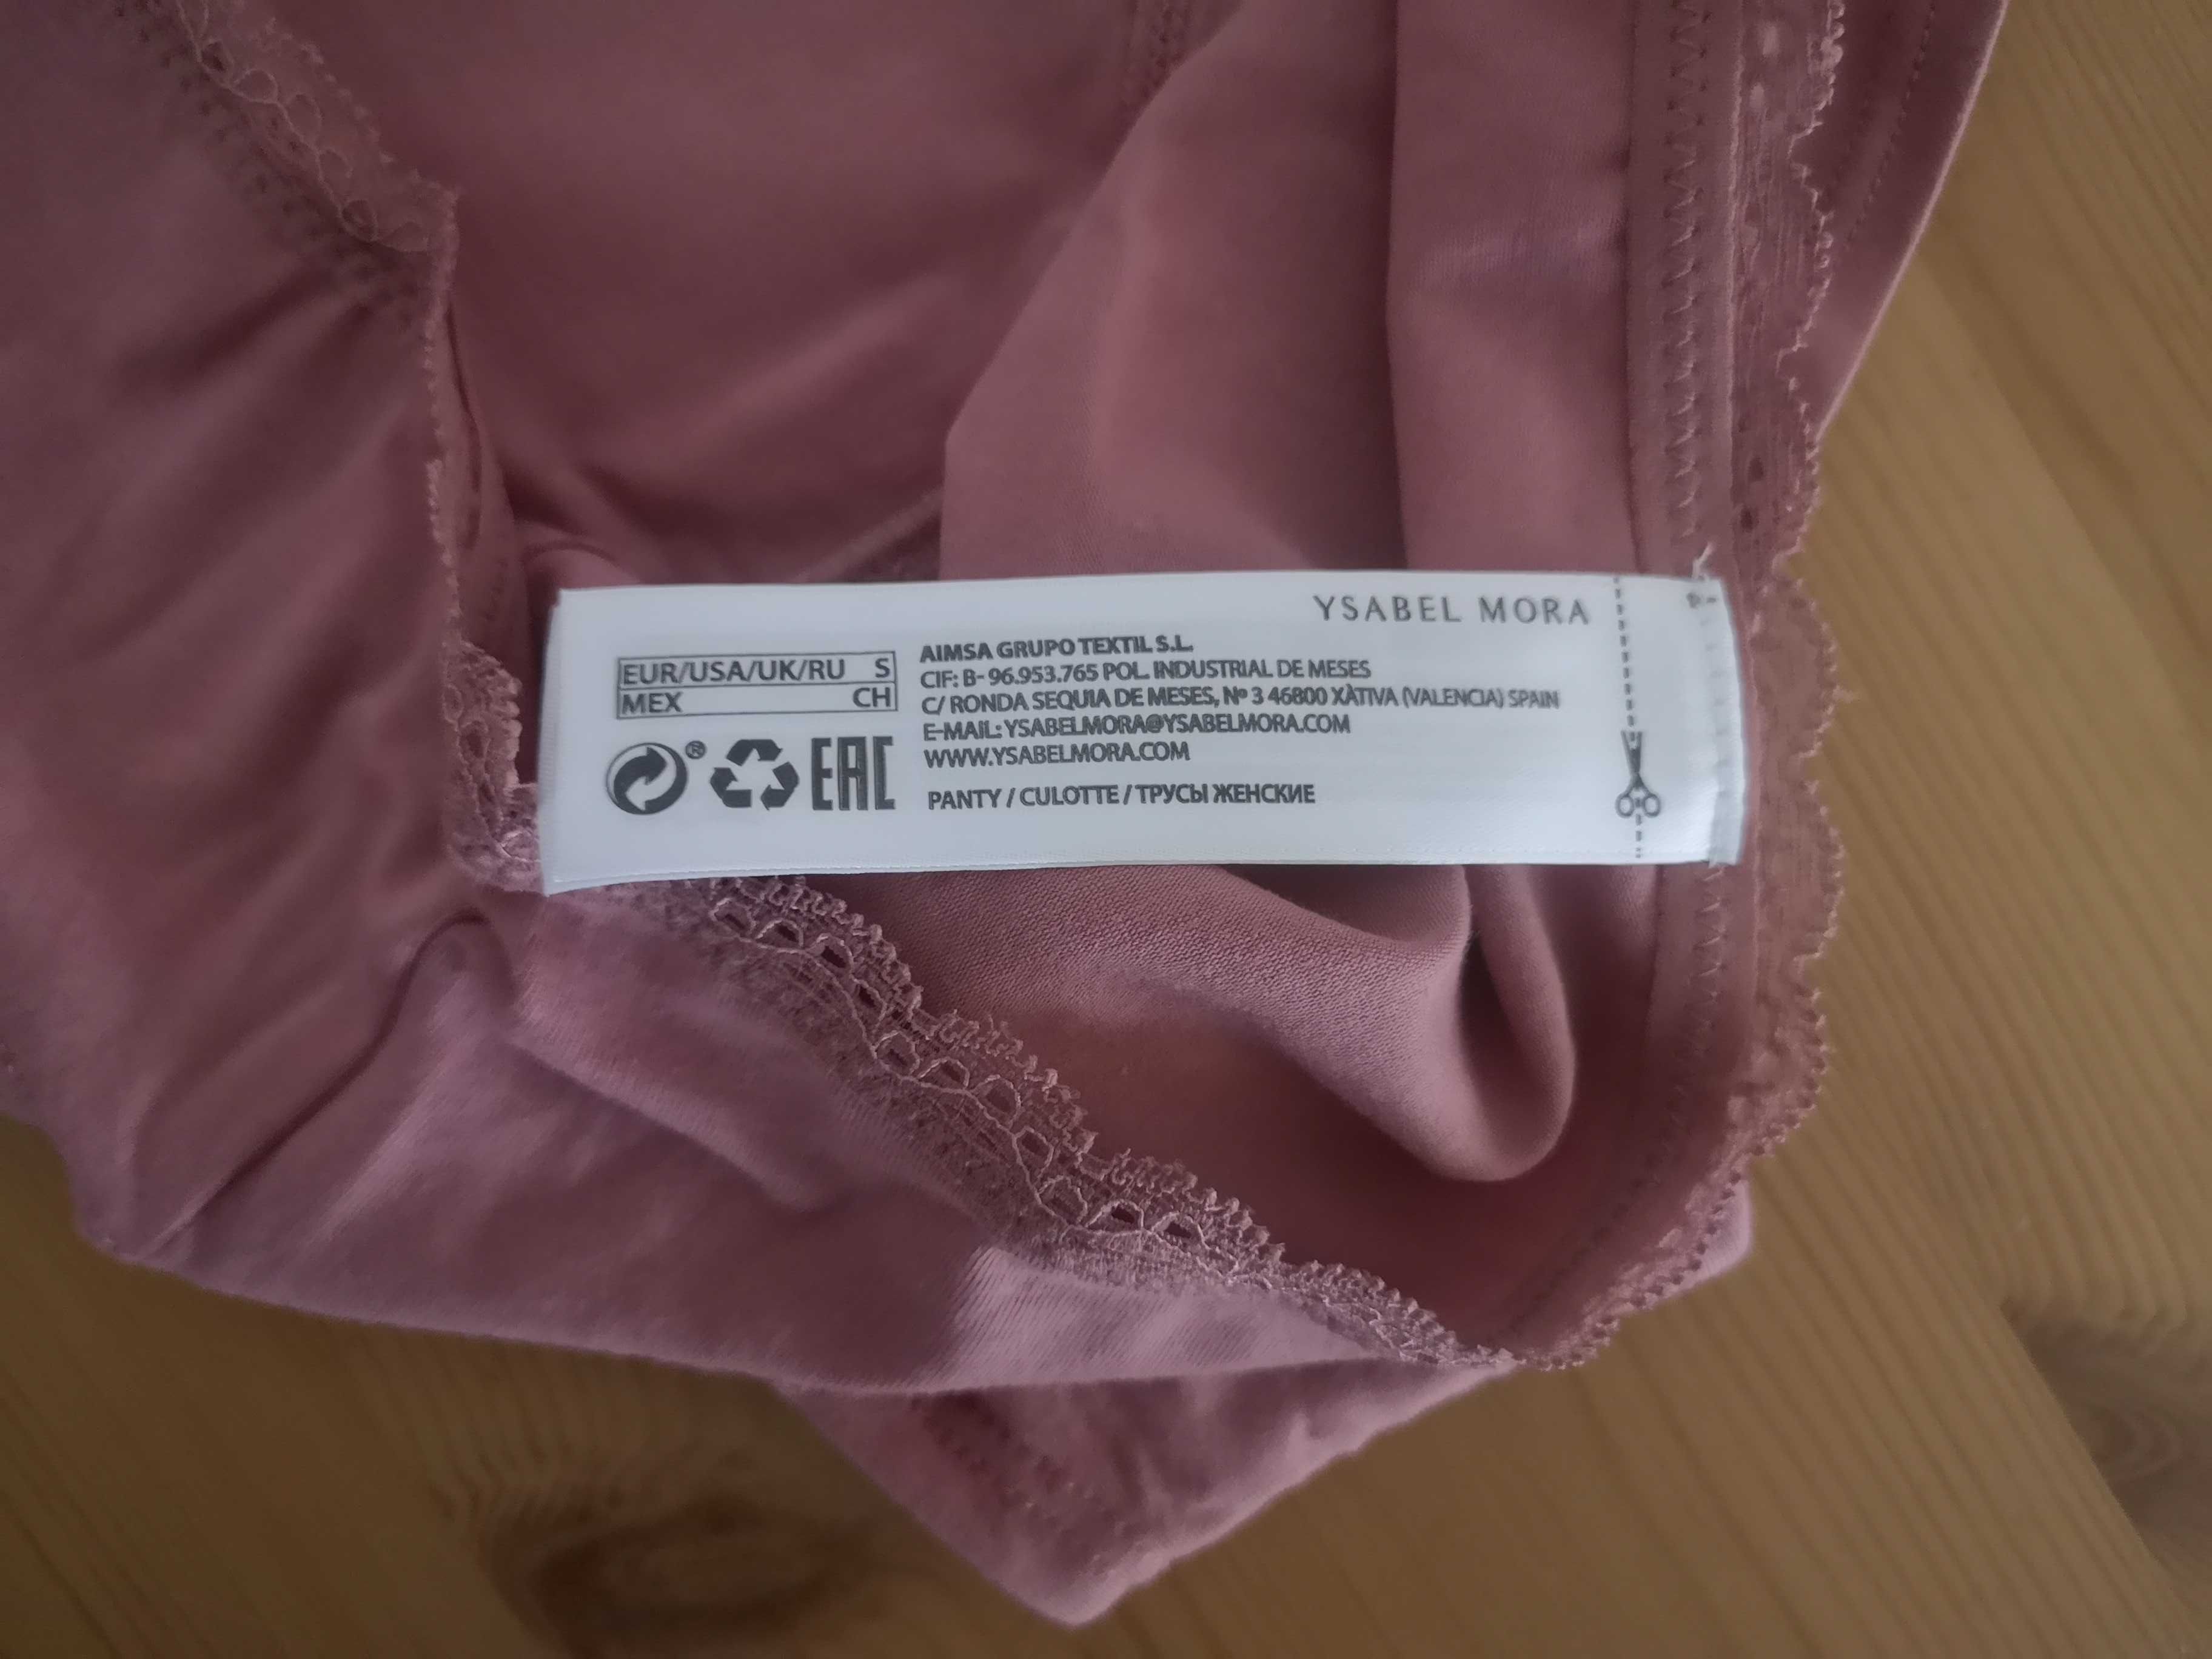 YSABEL MORA
EUR/USA/UK/RU S
MEX CH
AIMSA GRUPO TEXTIL S.L.
CIF: B- 96.953.765 POL. INDUSTRIAL DE MESES
C/ RONDA SEQUIA DE MESES, Nº 3 46800 XÀTIVA (VALENCIA) SPAIN
E-MAIL: YSABELMORA@YSABELMORA.COM
WWW.YSABELMORA.COM
® EAC
PANTY / CULOTTE / ТРУСЫ ЖЕНСКИЕ